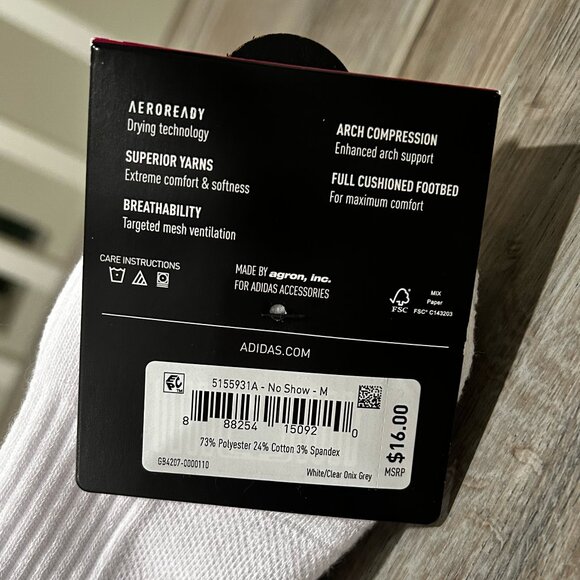 AEROREADY
Drying technology
SUPERIOR YARNS
Extreme comfort & softness
BREATHABILITY
Targeted mesh ventilation
ARCH COMPRESSION
Enhanced arch support
FULL CUSHIONED FOOTBED
For maximum comfort
CARE INSTRUCTIONS
MADE BY agron, inc.
FOR ADIDAS ACCESSORIES
FSC
MIX
Paper
FSC® C143203
ADIDAS.COM
5155931A - No Show - M
8 88254 15092 0
73% Polyester 24% Cotton 3% Spandex
GB4207-0000110
White/Clear Onix Grey
$16.00
MSRP